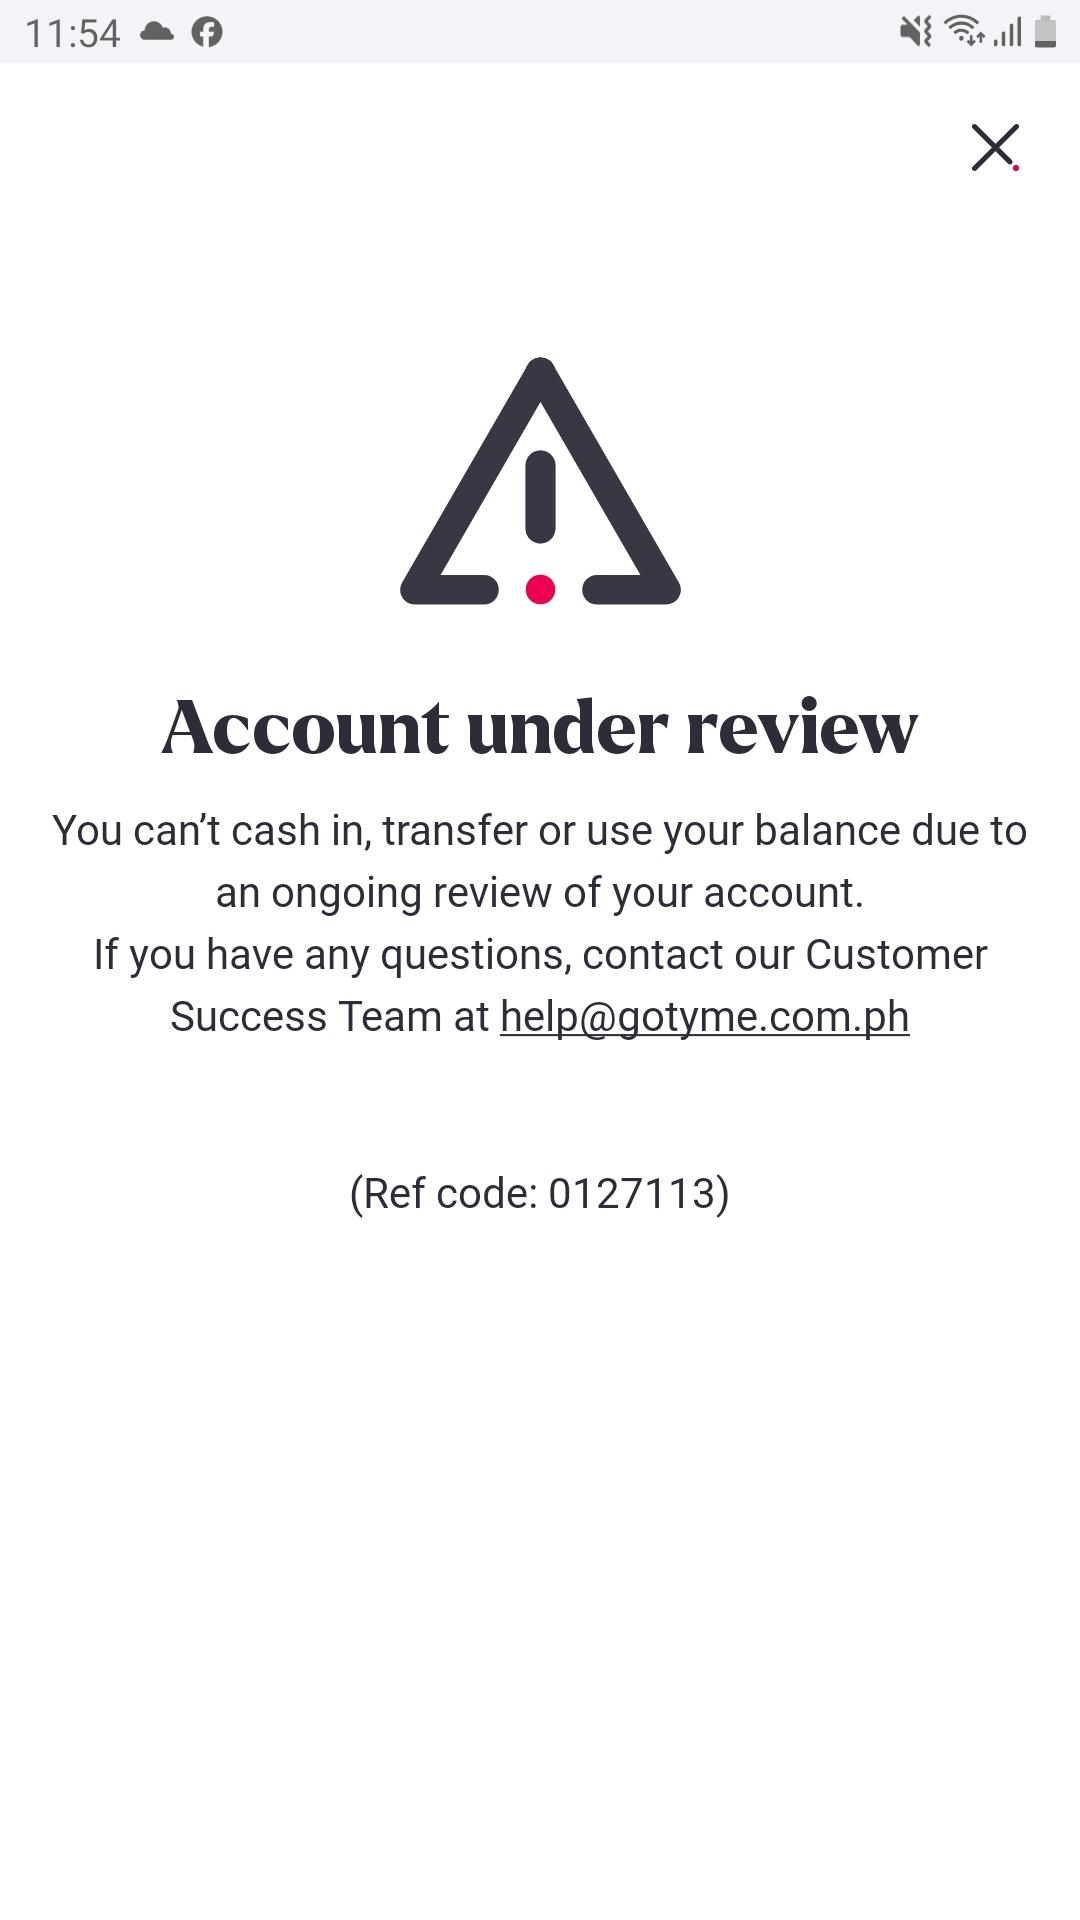 11:54
Account under review
You can’t cash in, transfer or use your balance due to
an ongoing review of your account.
If you have any questions, contact our Customer
Success Team at help@gotyme.com.ph
(Ref code: 0127113)